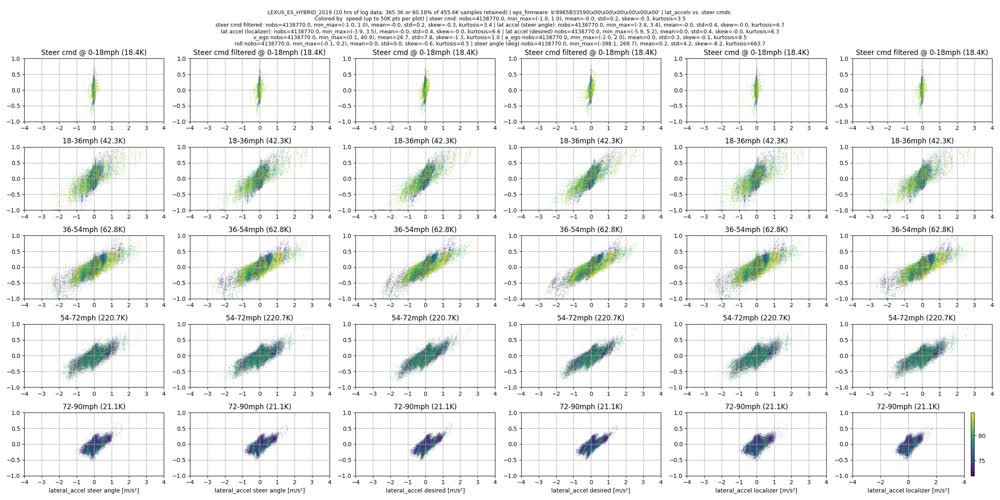 LEXUS_ES_HYBRID_2019 (10 hrs of log data; 365.3 K or 80.18% of 455.6K samples retained) | eps_firmware: b'8965B33590\x00\x00\x00\x00\x00\x00' | lat_accels vs. steer cmds
Colored by speed (up to 50K pts per plot) | steer cmd: nobs=4138770.0, min_max=(-1.0, 1.0), mean=-0.0, std=0.2, skew=-0.3, kurtosis=3.5
steer cmd filtered: nobs=4138770.0, min_max=(-1.0, 1.0), mean=-0.0, std=0.2, skew=-0.3, kurtosis=3.4 | lat accel (steer angle): nobs=4138770.0, min_max=(-3.8, 3.4), mean=-0.0, std=0.4, skew=-0.0, kurtosis=6.7
lat accel (localizer): nobs=4138770.0, min_max=(-3.9, 3.5), mean=-0.0, std=0.4, skew=-0.0, kurtosis=6.6 | lat accel (desired) nobs=4138770.0, min_max=(-5.9, 5.2), mean=0.0, std=0.4, skew=-0.0, kurtosis=6.3
v_ego nobs=4138770.0, min_max=(0.1, 40.9), mean=26.7, std=7.8, skew=-1.3, kurtosis=1.0 | a_ego nobs=4138770.0, min_max=(-2.0, 2.0), mean=0.0, std=0.3, skew=-0.1, kurtosis=8.5
roll nobs=4138770.0, min_max=(-0.1, 0.2), mean=0.0, std=0.0, skew=-0.6, kurtosis=0.5 | steer angle (deg) nobs=4138770.0, min_max=(-398.1, 269.7), mean=0.2, std=4.2, skew=-8.2, kurtosis=663.7
Steer cmd @ 0-18mph (18.4K) Steer cmd filtered @ 0-18mph (18.4K) Steer cmd @ 0-18mph (18.4K) Steer cmd filtered @ 0-18mph (18.4K) Steer cmd @ 0-18mph (18.4K) Steer cmd filtered @ 0-18mph (18.4K)
18-36mph (42.3K) 18-36mph (42.3K) 18-36mph (42.3K) 18-36mph (42.3K) 18-36mph (42.3K) 18-36mph (42.3K)
36-54mph (62.8K) 36-54mph (62.8K) 36-54mph (62.8K) 36-54mph (62.8K) 36-54mph (62.8K) 36-54mph (62.8K)
54-72mph (220.7K) 54-72mph (220.7K) 54-72mph (220.7K) 54-72mph (220.7K) 54-72mph (220.7K) 54-72mph (220.7K)
72-90mph (21.1K) 72-90mph (21.1K) 72-90mph (21.1K) 72-90mph (21.1K) 72-90mph (21.1K) 72-90mph (21.1K)
80
75
lateral_accel steer angle [m/s²] lateral_accel steer angle [m/s²] lateral_accel desired [m/s²] lateral_accel desired [m/s²] lateral_accel localizer [m/s²] lateral_accel localizer [m/s²]